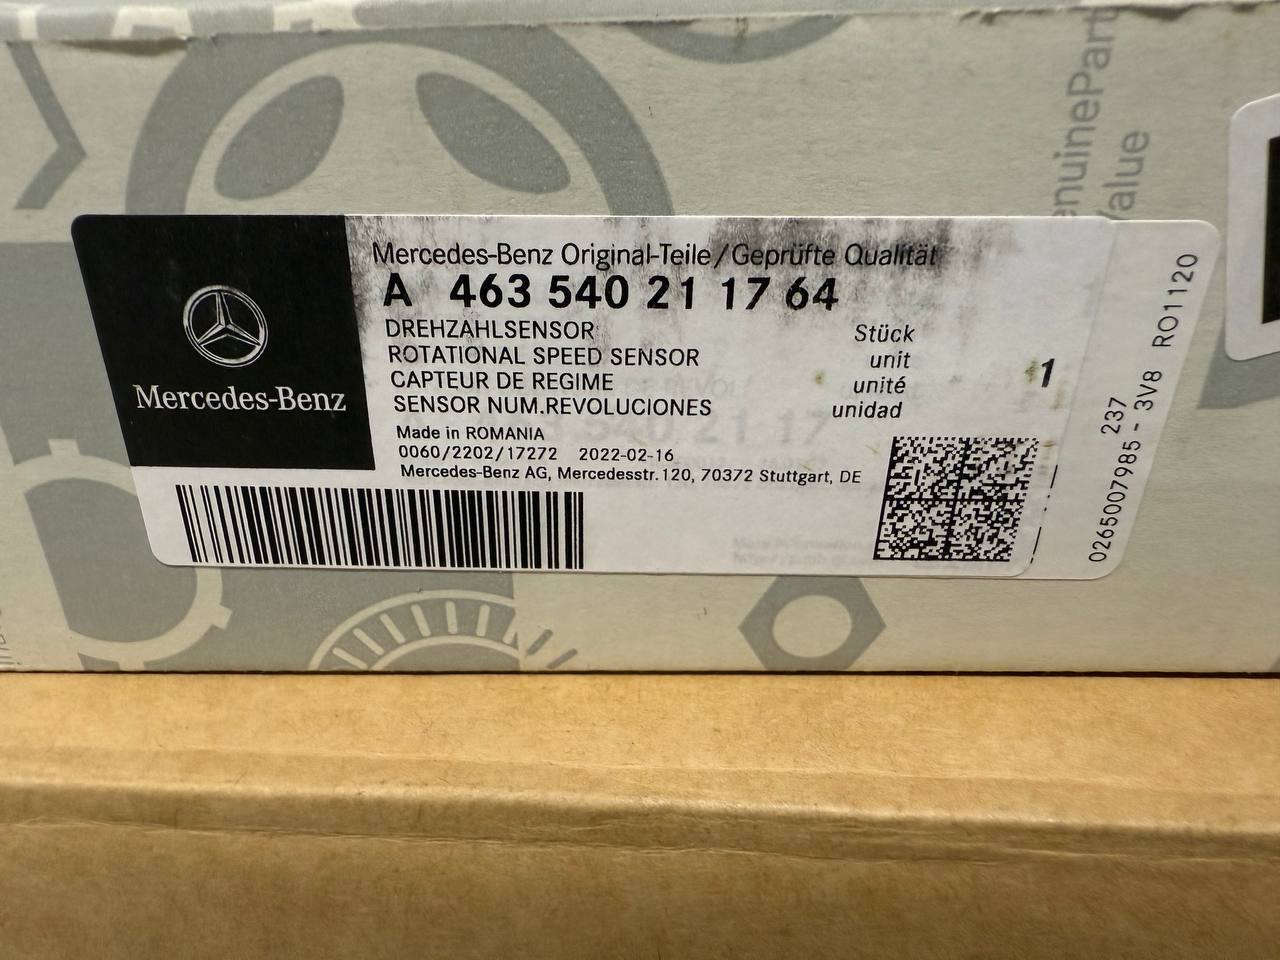 Mercedes-Benz
Mercedes-Benz Original-Teile/Geprüfte Qualität
A 463 540 21 17 64
DREHZAHLSENSOR Stück
ROTATIONAL SPEED SENSOR unit
CAPTEUR DE REGIME unité 1
SENSOR NUM.REVOLUCIONES unidad
Made in ROMANIA
0060/2202/17272 2022-02-16
Mercedes-Benz AG, Mercedesstr.120, 70372 Stuttgart, DE
237
0265007985 - 3V8 RO1120
enuinePart
Value